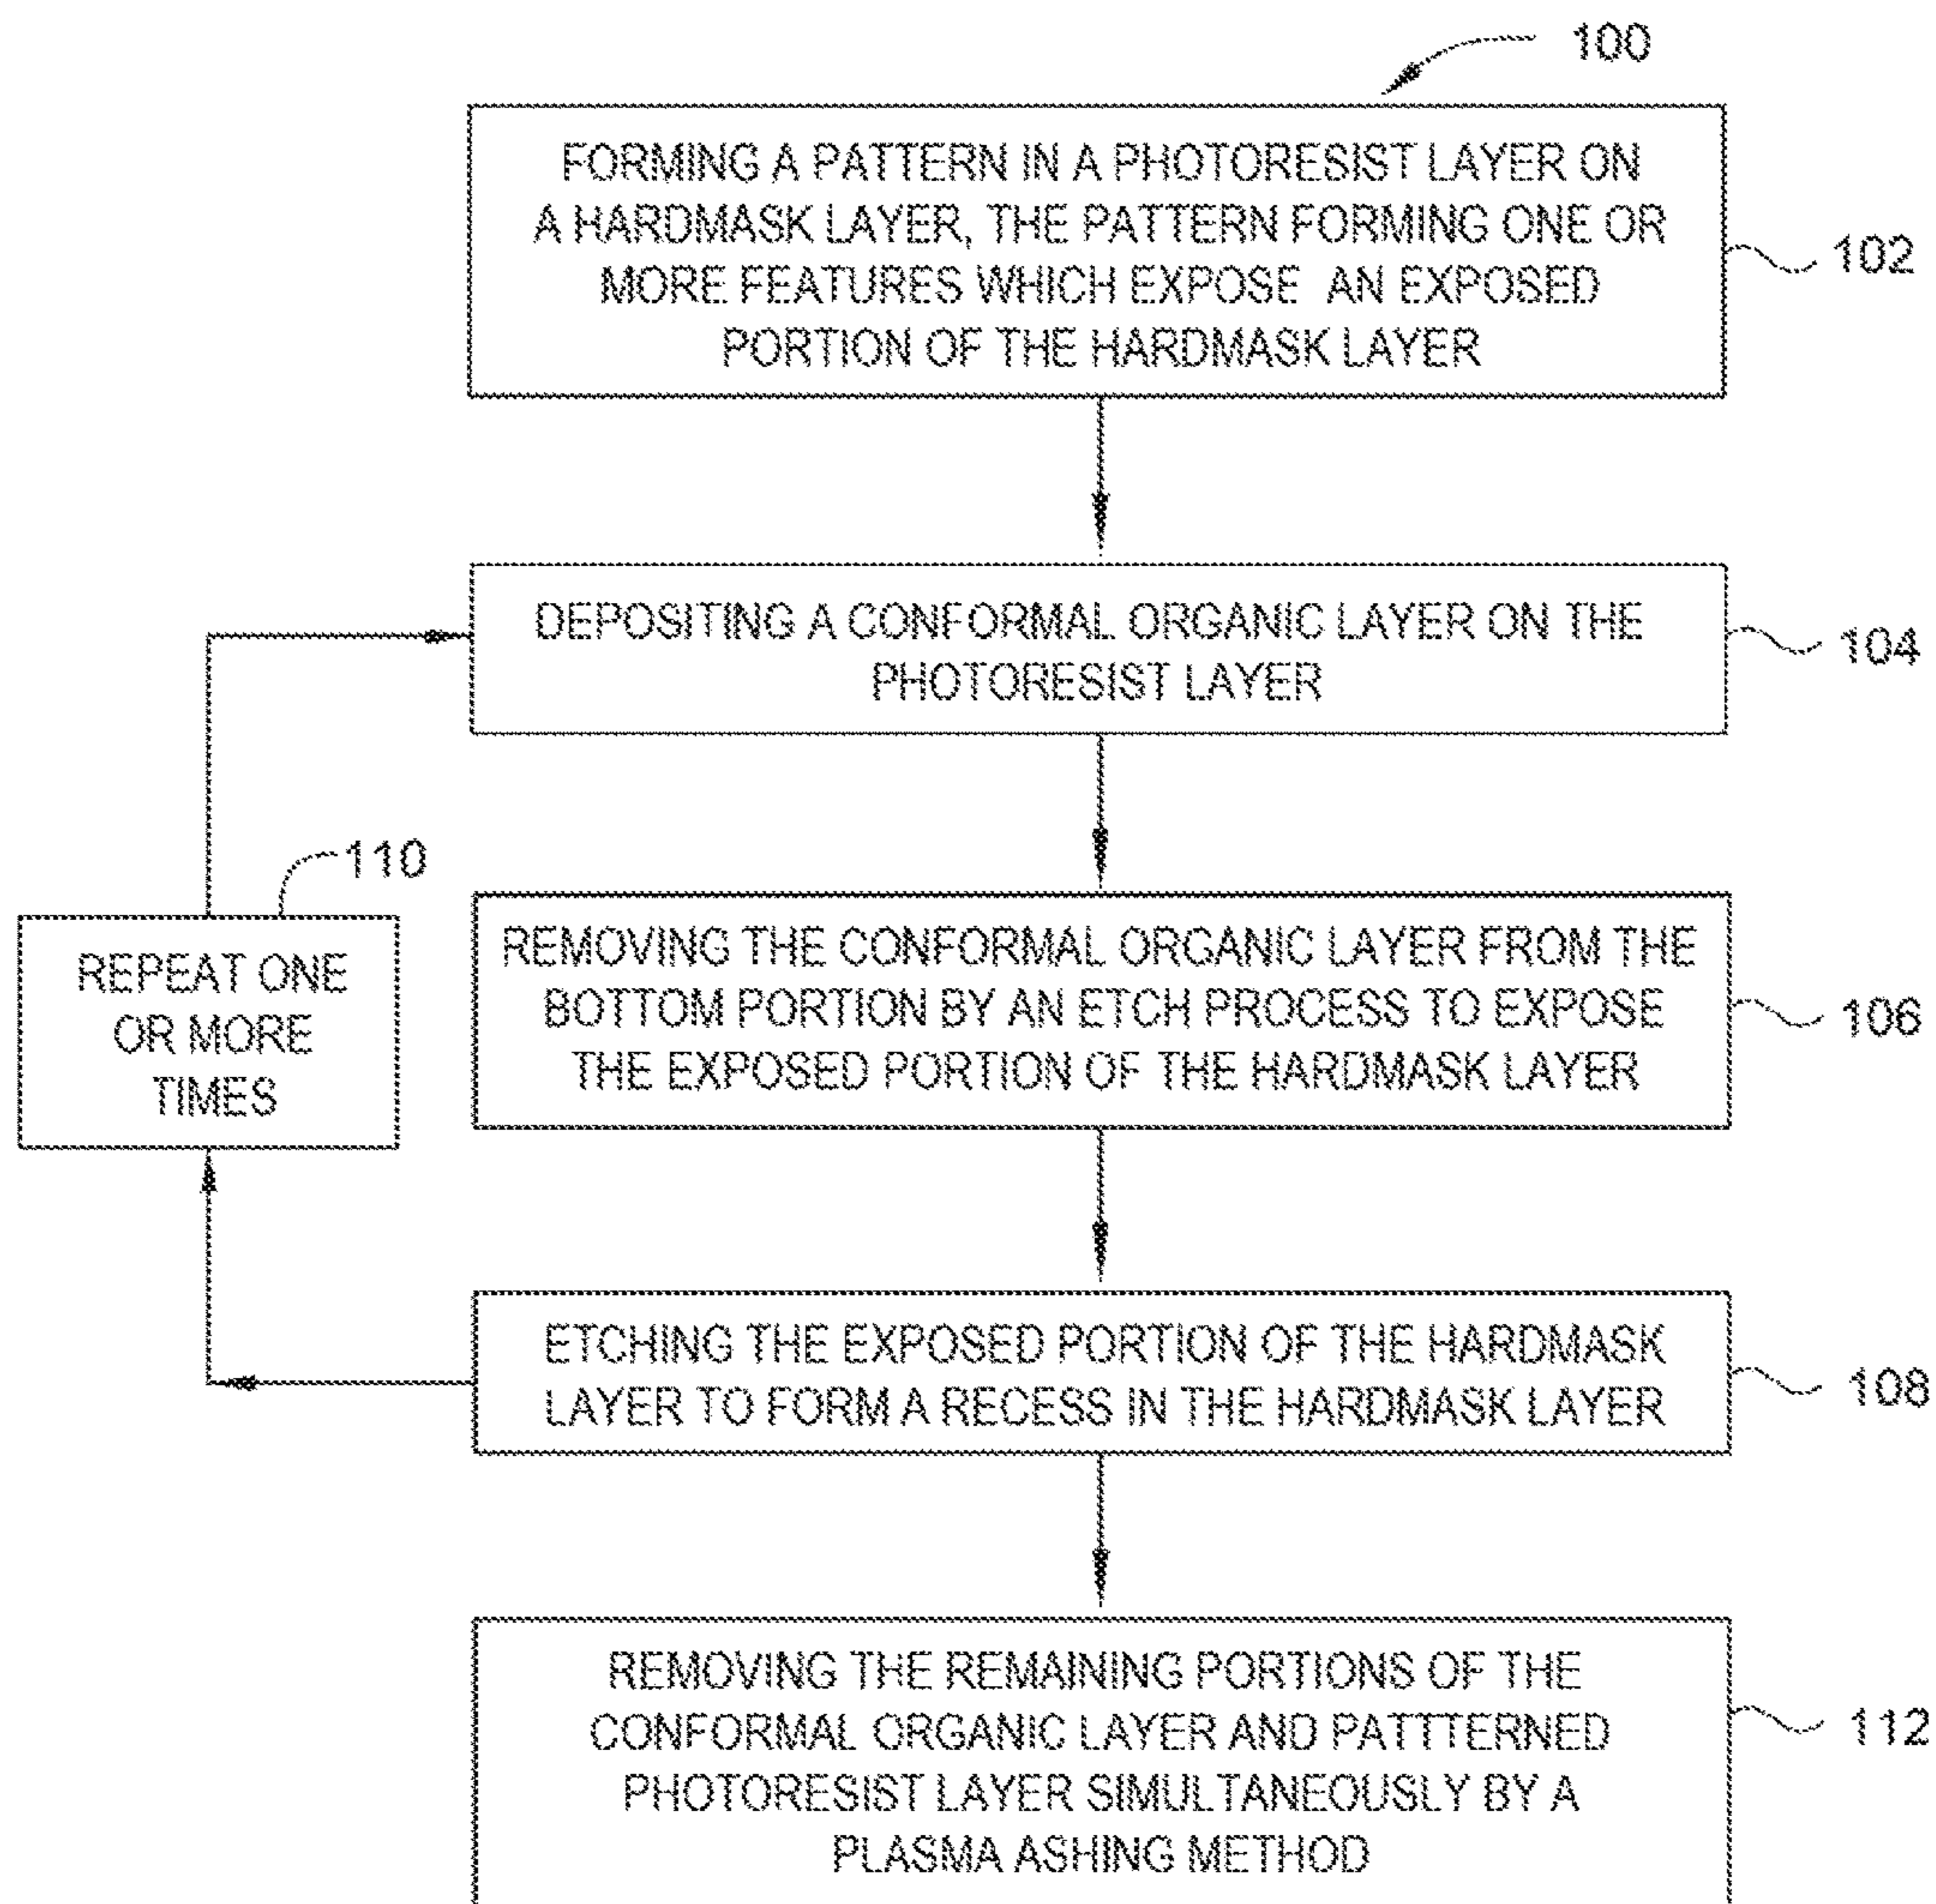 100
FORMING A PATTERN IN A PHOTORESIST LAYER ON
A HARDMASK LAYER, THE PATTERN FORMING ONE OR
MORE FEATURES WHICH EXPOSE AN EXPOSED
PORTION OF THE HARDMASK LAYER
102
DEPOSITING A CONFORMAL ORGANIC LAYER ON THE
PHOTORESIST LAYER
104
110
REPEAT ONE
OR MORE
TIMES
REMOVING THE CONFORMAL ORGANIC LAYER FROM THE
BOTTOM PORTION BY AN ETCH PROCESS TO EXPOSE
THE EXPOSED PORTION OF THE HARDMASK LAYER
106
ETCHING THE EXPOSED PORTION OF THE HARDMASK
LAYER TO FORM A RECESS IN THE HARDMASK LAYER
108
REMOVING THE REMAINING PORTIONS OF THE
CONFORMAL ORGANIC LAYER AND PATTTERNED
PHOTORESIST LAYER SIMULTANEOUSLY BY A
PLASMA ASHING METHOD
112